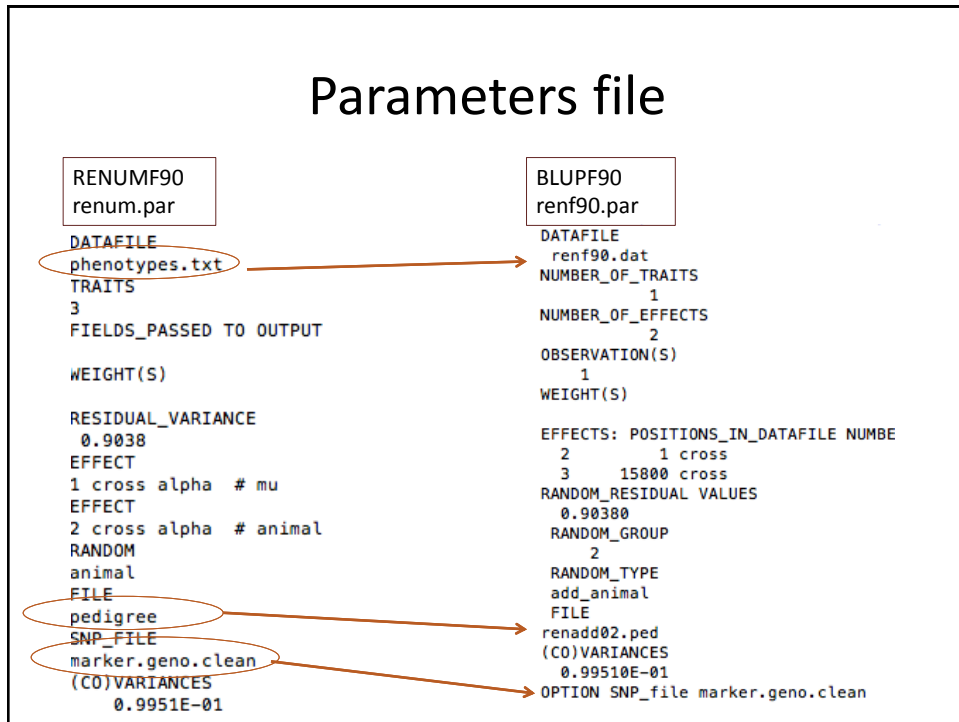 Parameters file
RENUMF90
renum.par
DATAFILE
phenotypes.txt
TRAITS
3
FIELDS_PASSED TO OUTPUT
WEIGHT(S)
RESIDUAL_VARIANCE
0.9038
EFFECT
1 cross alpha # mu
EFFECT
2 cross alpha # animal
RANDOM
animal
FILE
pedigree
SNP_FILE
marker.geno.clean
(CO)VARIANCES
0.9951E-01
BLUPF90
renf90.par
DATAFILE
renf90.dat
NUMBER_OF_TRAITS
1
NUMBER_OF_EFFECTS
2
OBSERVATION(S)
1
WEIGHT(S)
EFFECTS: POSITIONS_IN_DATAFILE NUMBE
2 1 cross
3 15800 cross
RANDOM_RESIDUAL VALUES
0.90380
RANDOM_GROUP
2
RANDOM_TYPE
add_animal
FILE
renadd02.ped
(CO)VARIANCES
0.99510E-01
OPTION SNP_file marker.geno.clean